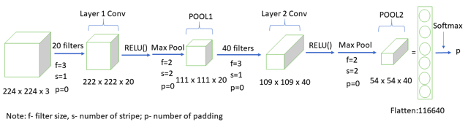 Layer 1 Conv
POOL1
Layer 2 Conv
POOL2
Softmax
20 filters
RELU()
Max Pool
40 filters
RELU()
Max Pool
=
p
f=3
s=1
p=0
f=2
s=2
p=0
f=3
s=1
p=0
f=2
s=2
p=0
224 x 224 x 3
222 x 222 x 20
111 x 111 x 20
109 x 109 x 40
54 x 54 x 40
Flatten:116640
Note: f- filter size, s- number of stripe; p- number of padding